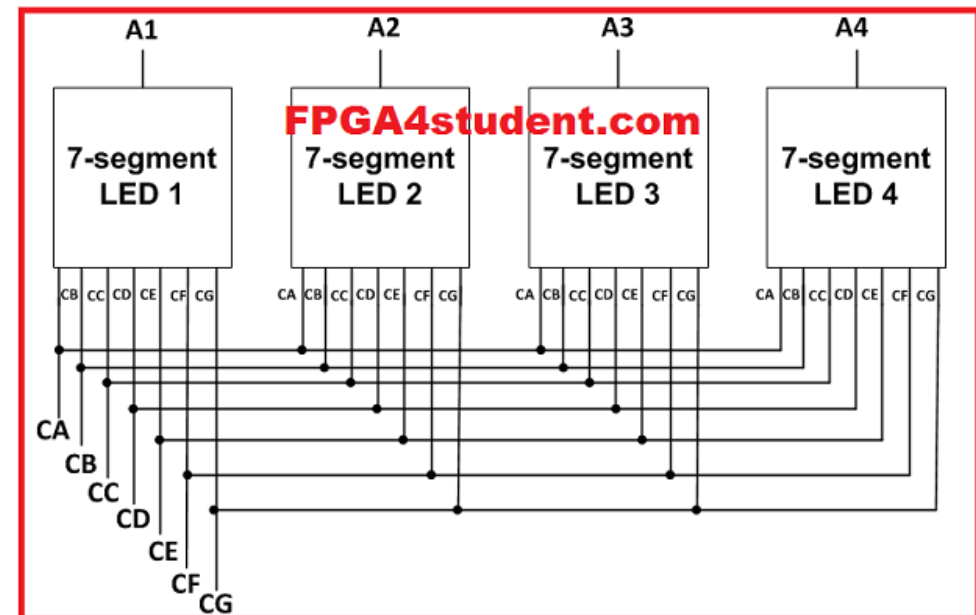 A1 A2 A3 A4
FPGA4student.com
7-segment LED 1
7-segment LED 2
7-segment LED 3
7-segment LED 4
CB CC CD CE CF CG
CA CB CC CD CE CF CG
CA CB CC CD CE CF CG
CA CB CC CD CE CF CG
CA
CB
CC
CD
CE
CF
CG